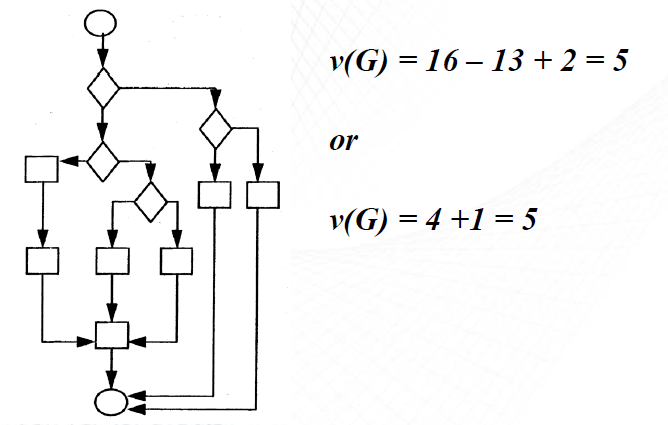 v(G) = 16 – 13 + 2 = 5
or
v(G) = 4 +1 = 5